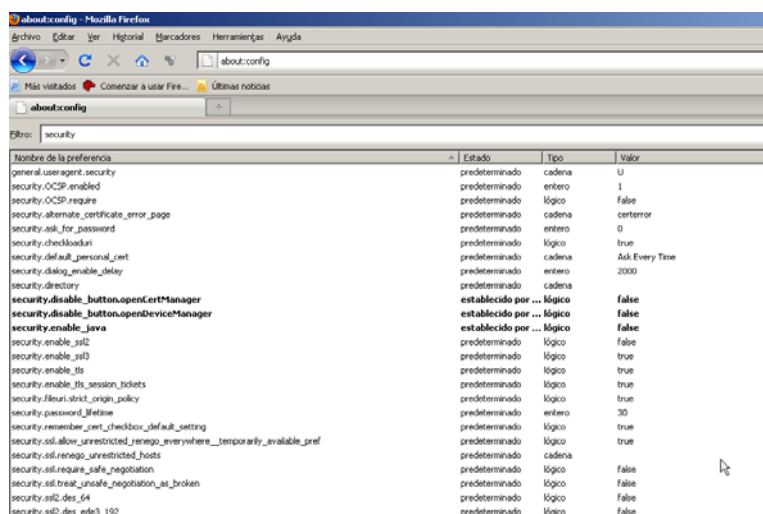 about:config - Mozilla Firefox
Archivo Editar Ver Historial Marcadores Herramientas Ayuda
about:config
Más visitados Comenzar a usar Fire... Últimas noticias
about:config
Filtro: security
Nombre de la preferencia Estado Tipo Valor
general.useragent.security predeterminado cadena U
security.OCSP.enabled predeterminado entero 1
security.OCSP.require predeterminado lógico false
security.alternate_certificate_error_page predeterminado cadena certerror
security.ask_for_password predeterminado entero 0
security.checkloaduri predeterminado lógico true
security.default_personal_cert predeterminado cadena Ask Every Time
security.dialog_enable_delay predeterminado entero 2000
security.directory predeterminado cadena
security.disable_button.openCertManager establecido por ... lógico false
security.disable_button.openDeviceManager establecido por ... lógico false
security.enable_java establecido por ... lógico false
security.enable_ssl2 predeterminado lógico false
security.enable_ssl3 predeterminado lógico true
security.enable_tls predeterminado lógico true
security.enable_tls_session_tickets predeterminado lógico true
security.fileuri.strict_origin_policy predeterminado lógico true
security.password_lifetime predeterminado entero 30
security.remember_cert_checkbox_default_setting predeterminado lógico true
security.ssl.allow_unrestricted_renego_everywhere__temporarily_available_pref predeterminado lógico true
security.ssl.renego_unrestricted_hosts predeterminado cadena
security.ssl.require_safe_negotiation predeterminado lógico false
security.ssl.treat_unsafe_negotiation_as_broken predeterminado lógico false
security.ssl2.des_64 predeterminado lógico false
security.ssl2.des_ede3_192 predeterminado lógico false